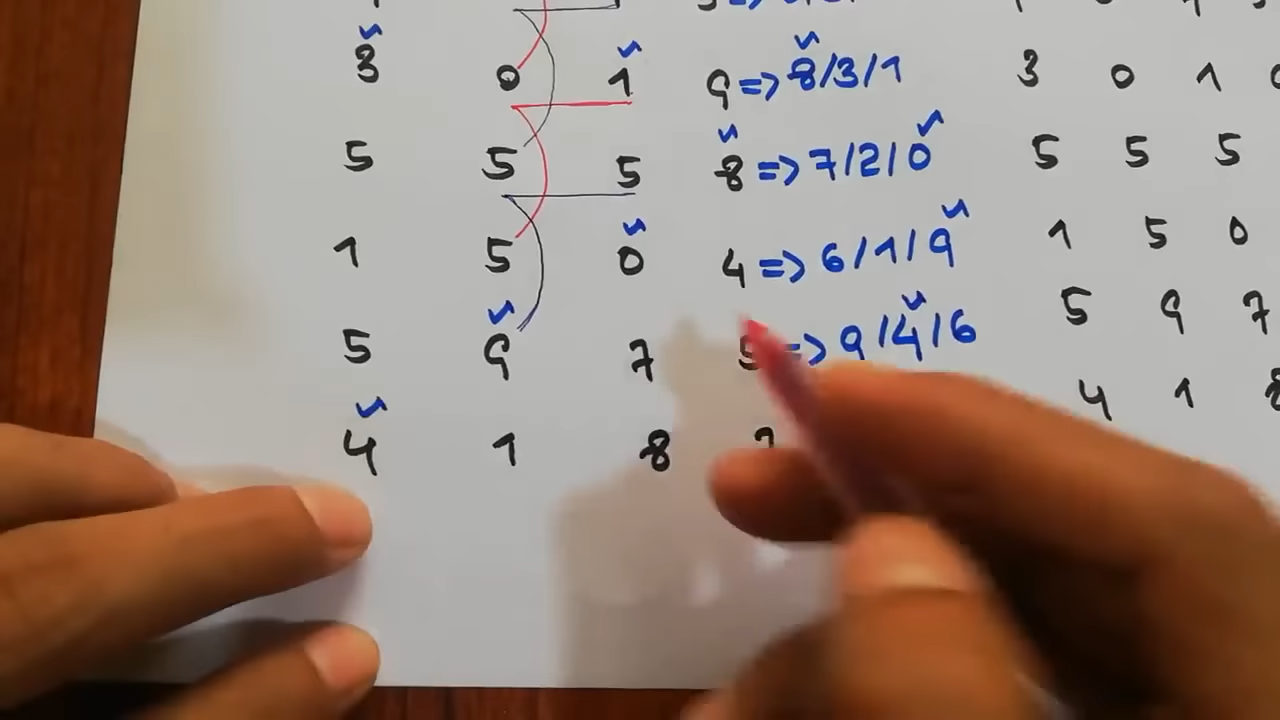 3 0 1 9 => 8/3/1 3 0 1
5 5 5 8 => 7/2/0 5 5 5
1 5 0 4 => 6/1/9 1 5 0
5 9 7 => 9/4/6 5 9 7
4 1 8 4 1